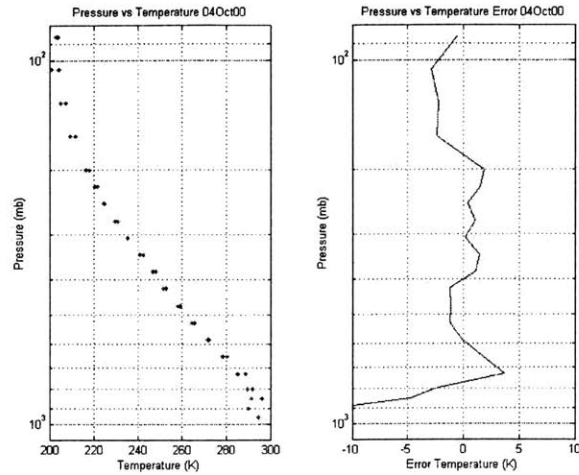 Pressure vs Temperature 04Oct00
Pressure (mb)
10²
10³
200 220 240 260 280 300
Temperature (K)
Pressure vs Temperature Error 04Oct00
Pressure (mb)
10²
10³
-10 -5 0 5 10
Error Temperature (K)